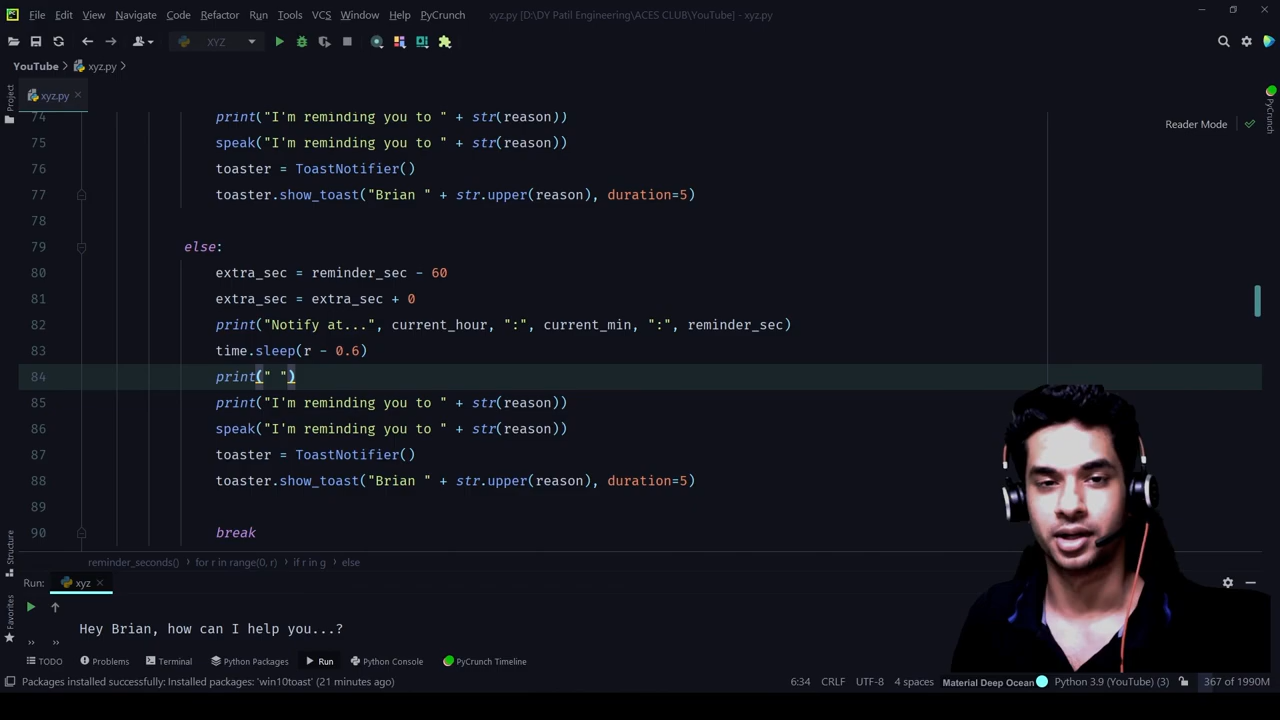 File Edit View Navigate Code Refactor Run Tools VCS Window Help PyCrunch xyz.py [D:\DY Patil Engineering\ACES CLUB\YouTube] - xyz.py
XYZ
YouTube xyz.py
Project
xyz.py
PyCrunch
Reader Mode
74 print("I'm reminding you to " + str(reason))
75 speak("I'm reminding you to " + str(reason))
76 toaster = ToastNotifier()
77 toaster.show_toast("Brian " + str.upper(reason), duration=5)
78
79 else:
80 extra_sec = reminder_sec - 60
81 extra_sec = extra_sec + 0
82 print("Notify at...", current_hour, ":", current_min, ":", reminder_sec)
83 time.sleep(r - 0.6)
84 print(" ")
85 print("I'm reminding you to " + str(reason))
86 speak("I'm reminding you to " + str(reason))
87 toaster = ToastNotifier()
88 toaster.show_toast("Brian " + str.upper(reason), duration=5)
89
90 break
reminder_seconds() for r in range(0, r) if r in g else
Structure
Favorites
Run: xyz
Hey Brian, how can I help you...?
TODO Problems Terminal Python Packages Run Python Console PyCrunch Timeline
Packages installed successfully: Installed packages: 'win10toast' (21 minutes ago) 6:34 CRLF UTF-8 4 spaces Material Deep Ocean Python 3.9 (YouTube) (3) 367 of 1990M